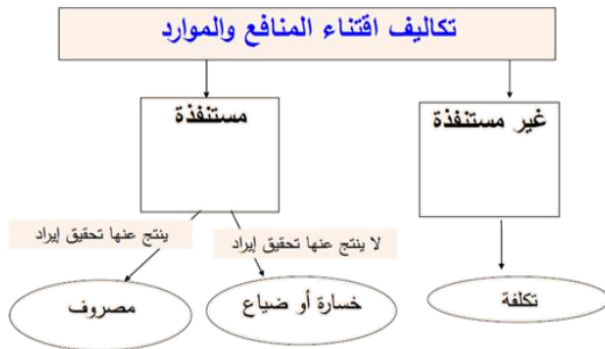 تكاليف اقتناء المنافع والموارد
غير مستنفذة
مستنفذة
لا ينتج عنها تحقيق إيراد
ينتج عنها تحقيق إيراد
تكلفة
خسارة أو ضياع
مصروف